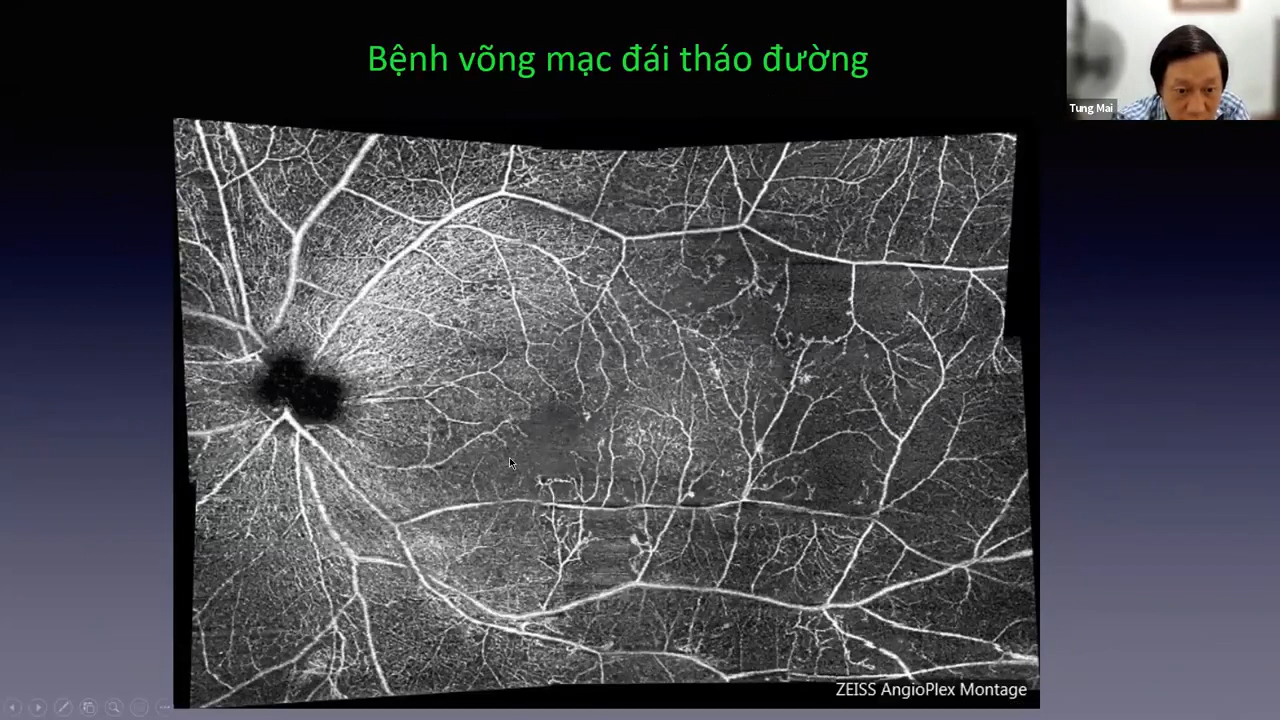 Bệnh võng mạc đái tháo đường
Tung Mai
ZEISS AngioPlex Montage